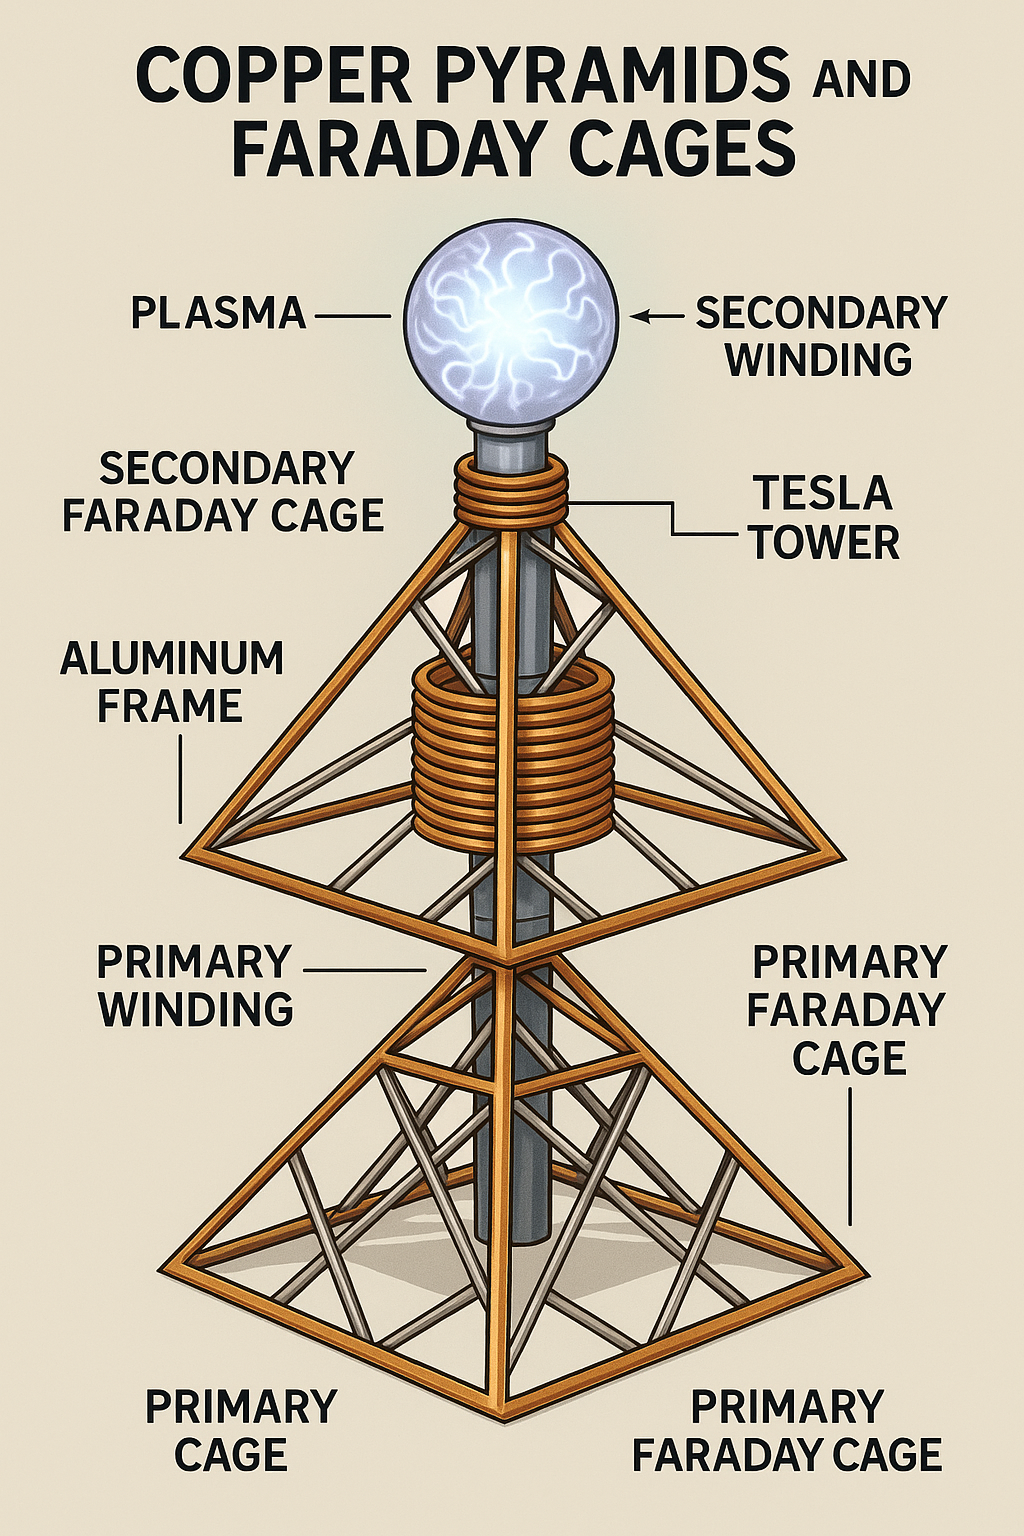 COPPER PYRAMIDS AND
FARADAY CAGES
PLASMA
SECONDARY
WINDING
SECONDARY
FARADAY CAGE
TESLA
TOWER
ALUMINUM
FRAME
PRIMARY
WINDING
PRIMARY
FARADAY
CAGE
PRIMARY
CAGE
PRIMARY
FARADAY CAGE